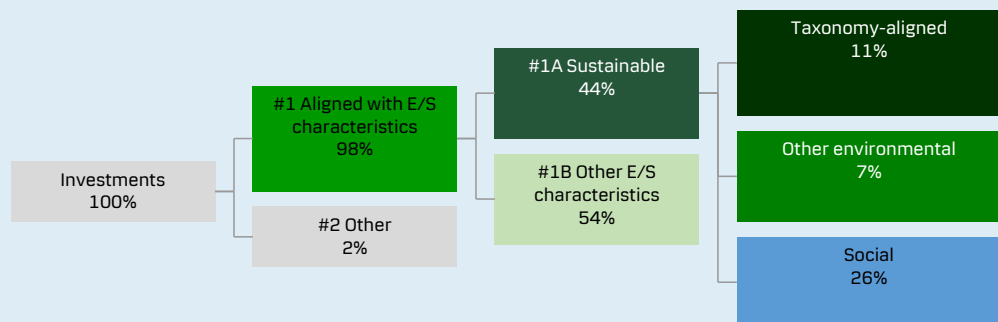 Investments
100%
#1 Aligned with E/S
characteristics
98%
#2 Other
2%
#1A Sustainable
44%
#1B Other E/S
characteristics
54%
Taxonomy-aligned
11%
Other environmental
7%
Social
26%